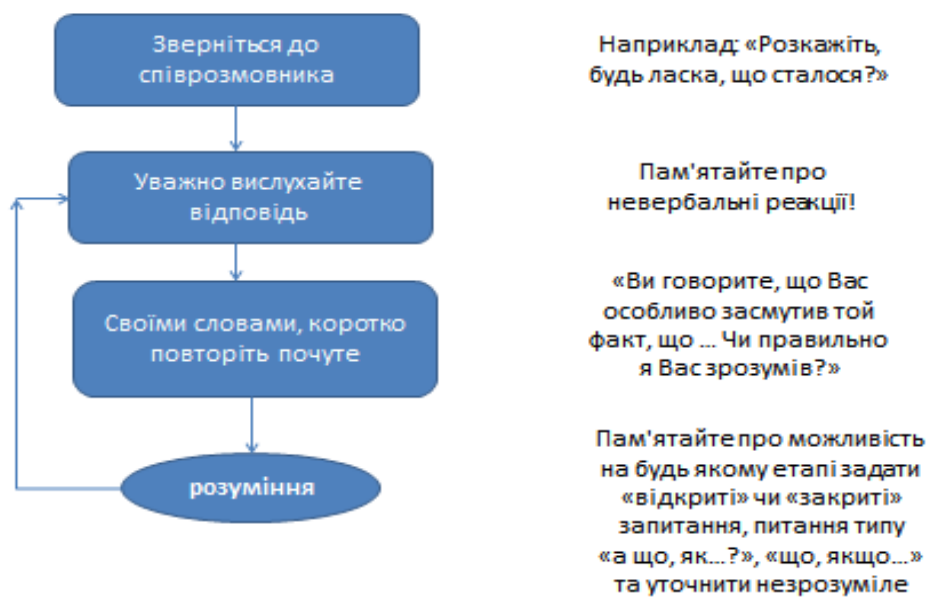 Зверніться до
співрозмовника
Наприклад: «Розкажіть,
будь ласка, що сталося?»
Уважно вислухайте
відповідь
Пам'ятайте про
невербальні реакції!
Своїми словами, коротко
повторіть почуте
«Ви говорите, що Вас
особливо засмутив той
факт, що ... Чи правильно
я Вас зрозумів?»
розуміння
Пам'ятайте про можливість
на будь якому етапі задати
«відкриті» чи «закриті»
запитання, питання типу
«а що, як...?», «що, якщо...»
та уточнити незрозуміле